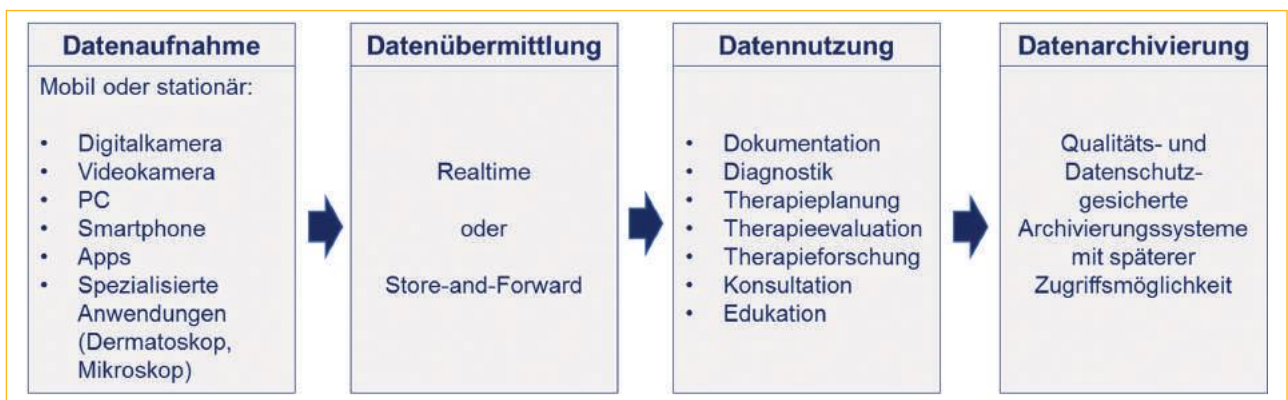 Datenaufnahme
Mobil oder stationär:
• Digitalkamera
• Videokamera
• PC
• Smartphone
• Apps
• Spezialisierte
Anwendungen
(Dermatoskop,
Mikroskop)
Datenübermittlung
Realtime
oder
Store-and-Forward
Datennutzung
• Dokumentation
• Diagnostik
• Therapieplanung
• Therapieevaluation
• Therapieforschung
• Konsultation
• Edukation
Datenarchivierung
Qualitäts- und
Datenschutz-
gesicherte
Archivierungssysteme
mit späterer
Zugriffsmöglichkeit